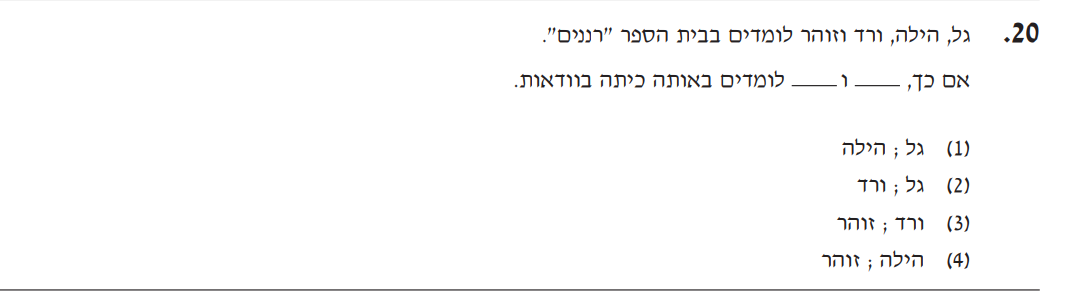 20. גל, הילה, ורד וזוהר לומדים בבית הספר "רננים".
אם כך, ____ ו ____ לומדים באותה כיתה בוודאות.
(1) גל ; הילה
(2) גל ; ורד
(3) ורד ; זוהר
(4) הילה ; זוהר